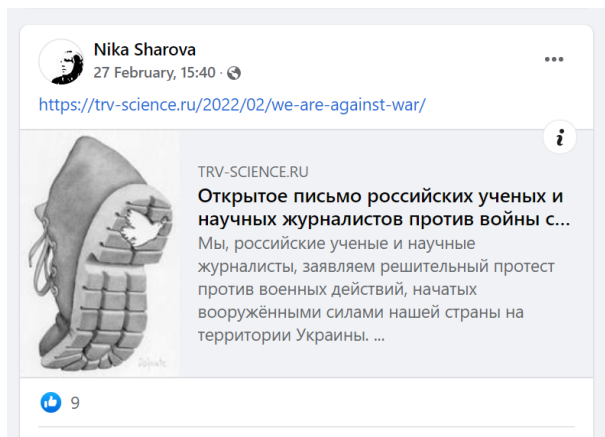 Nika Sharova
27 February, 15:40 ·
https://trv-science.ru/2022/02/we-are-against-war/
i
TRV-SCIENCE.RU
Открытое письмо российских ученых и
научных журналистов против войны с...
Мы, российские ученые и научные
журналисты, заявляем решительный протест
против военных действий, начатых
вооружёнными силами нашей страны на
территории Украины. ...
9